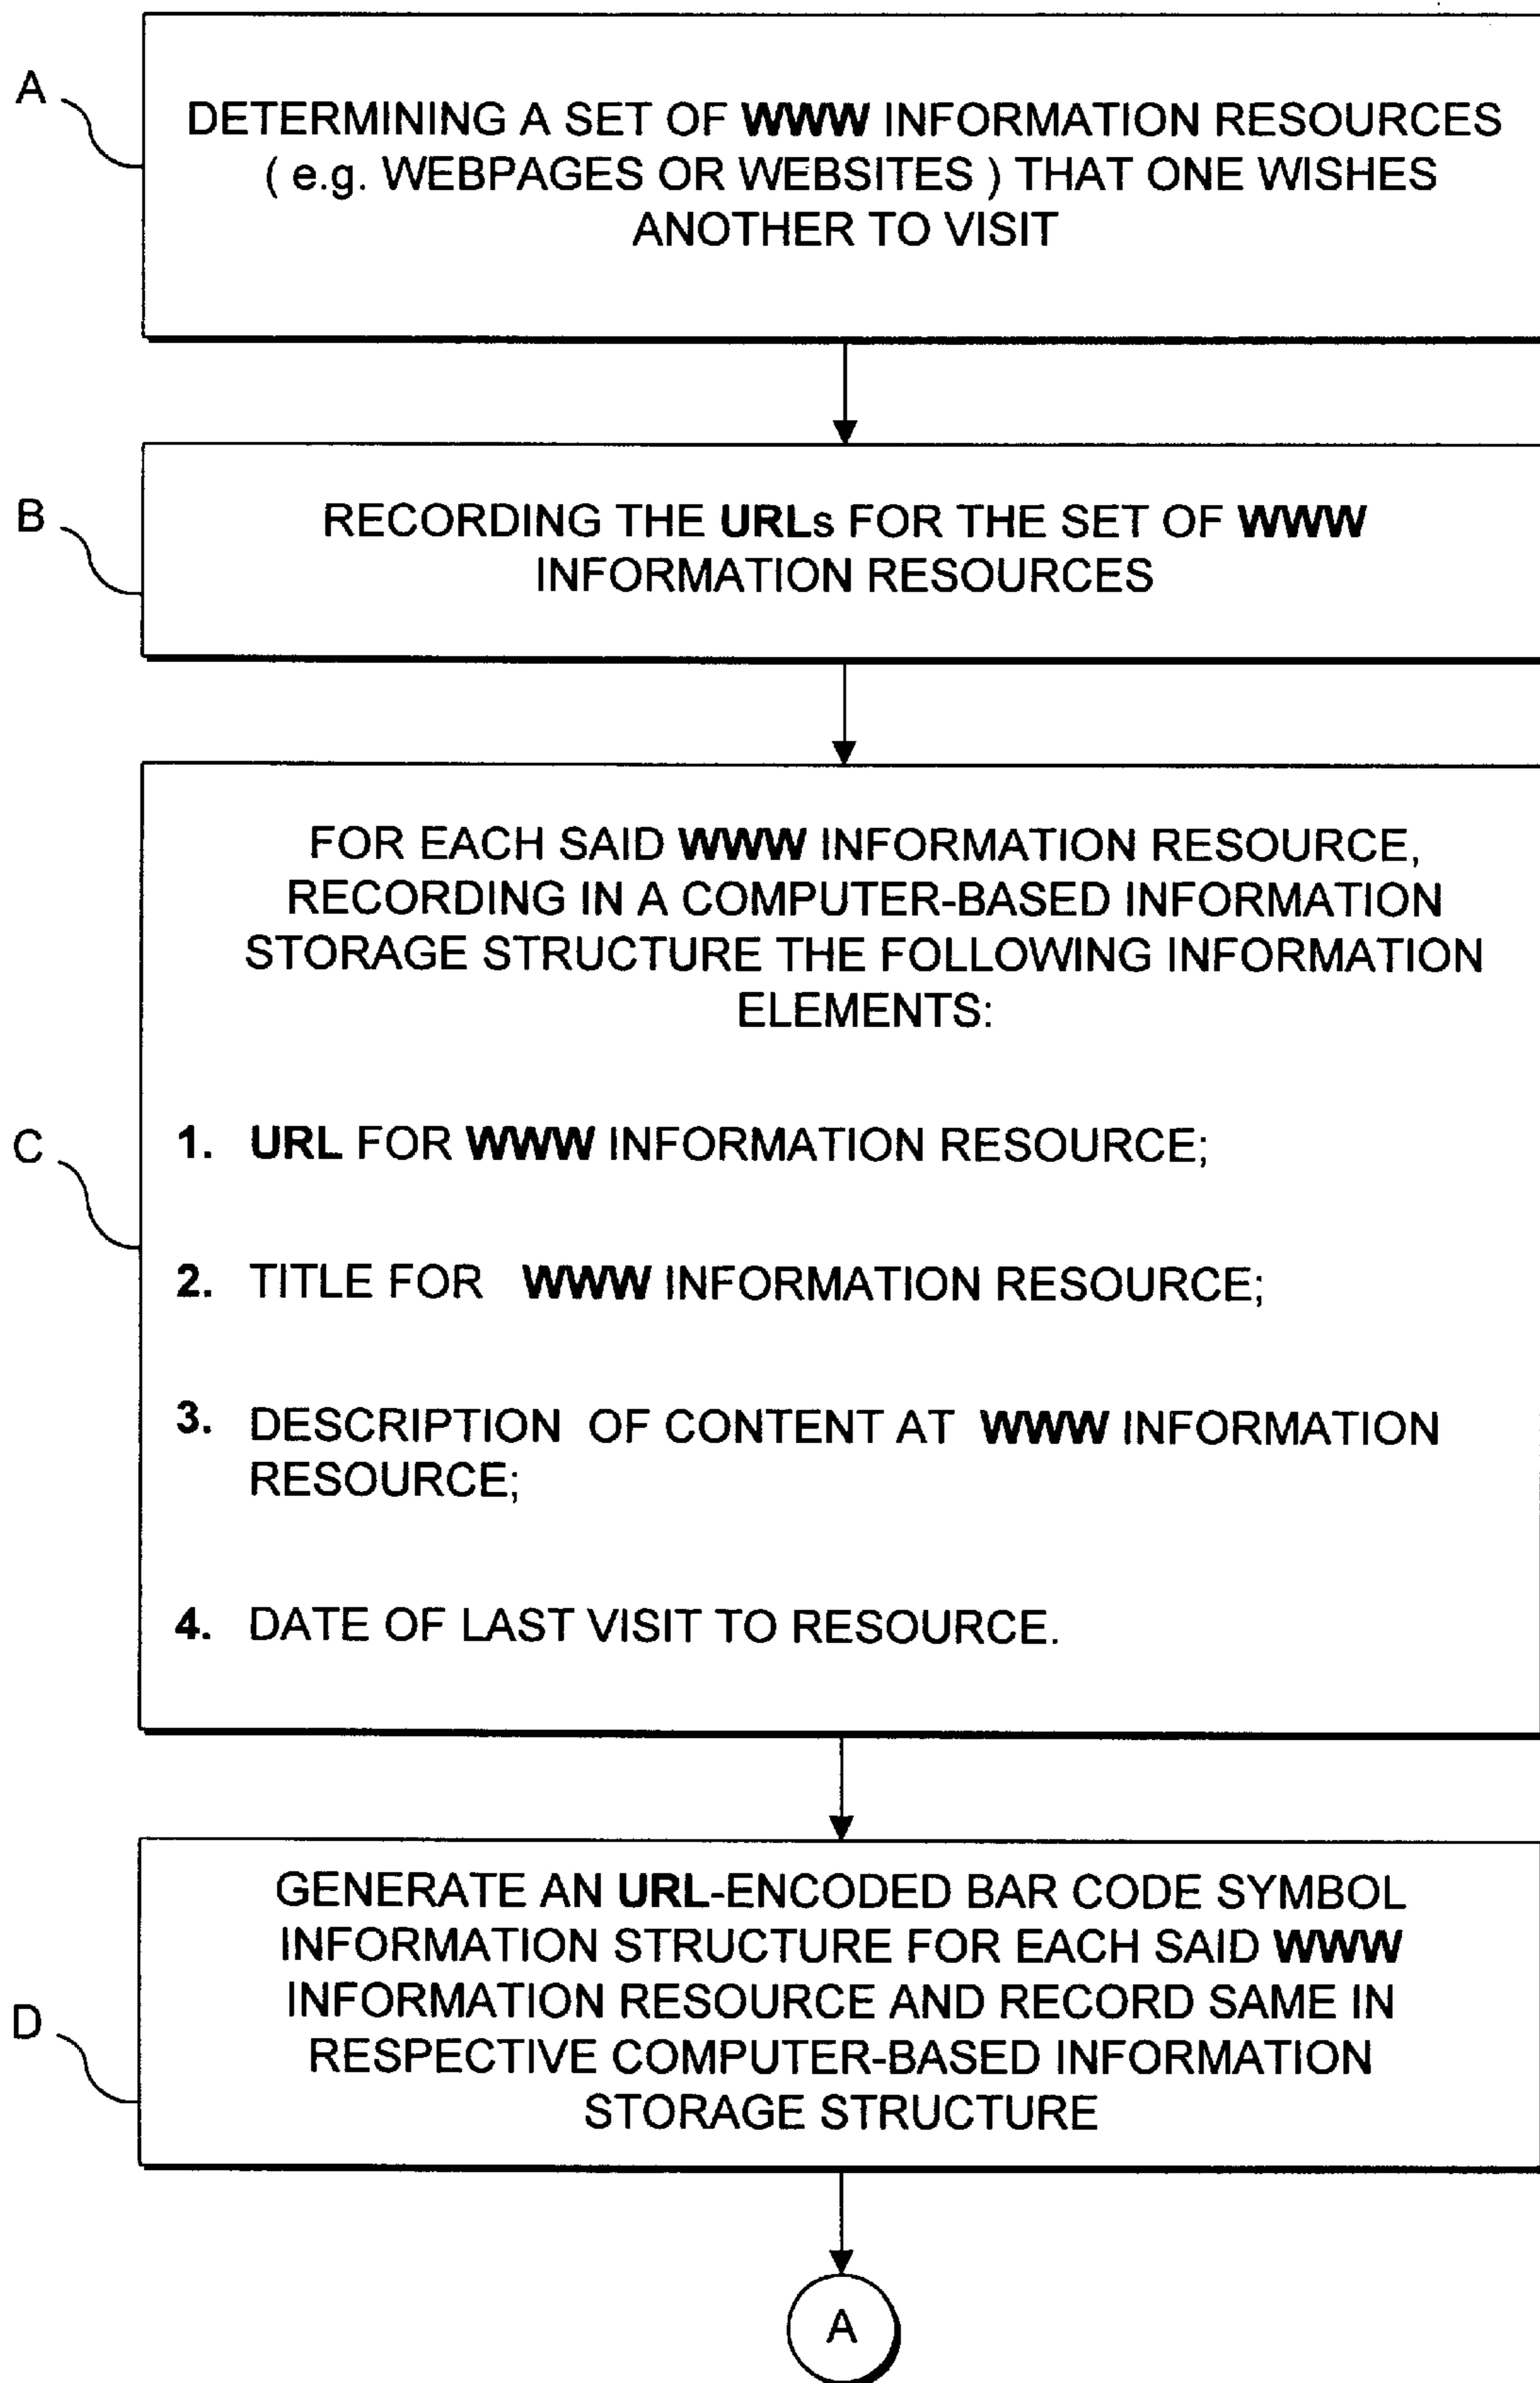 A
DETERMINING A SET OF WWW INFORMATION RESOURCES
( e.g. WEBPAGES OR WEBSITES ) THAT ONE WISHES
ANOTHER TO VISIT
B
RECORDING THE URLs FOR THE SET OF WWW
INFORMATION RESOURCES
FOR EACH SAID WWW INFORMATION RESOURCE,
RECORDING IN A COMPUTER-BASED INFORMATION
STORAGE STRUCTURE THE FOLLOWING INFORMATION
ELEMENTS:
C
1. URL FOR WWW INFORMATION RESOURCE;
2. TITLE FOR WWW INFORMATION RESOURCE;
3. DESCRIPTION OF CONTENT AT WWW INFORMATION
RESOURCE;
4. DATE OF LAST VISIT TO RESOURCE.
GENERATE AN URL-ENCODED BAR CODE SYMBOL
INFORMATION STRUCTURE FOR EACH SAID WWW
INFORMATION RESOURCE AND RECORD SAME IN
D
RESPECTIVE COMPUTER-BASED INFORMATION
STORAGE STRUCTURE
A